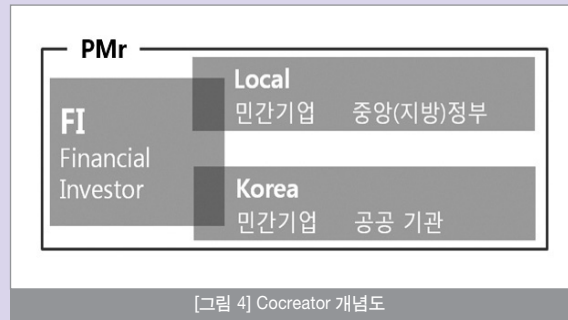 PMr
FI
Financial
Investor
Local
민간기업 중앙(지방)정부
Korea
민간기업 공공 기관
[그림 4] Cocreator 개념도